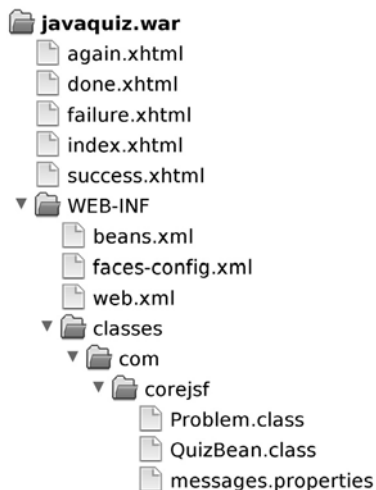 javaquiz.war
again.xhtml
done.xhtml
failure.xhtml
index.xhtml
success.xhtml
WEB-INF
beans.xml
faces-config.xml
web.xml
classes
com
corejsf
Problem.class
QuizBean.class
messages.properties